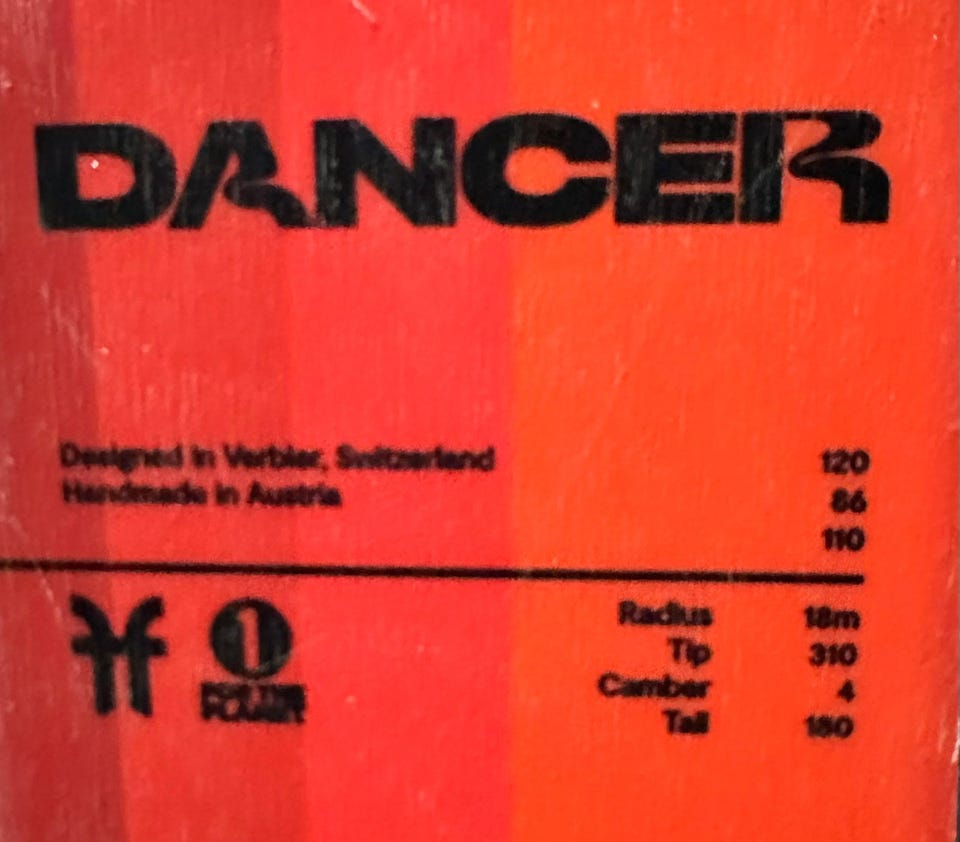 DANCER
Designed in Verbier, Switzerland
Handmade in Austria
120
86
110
Radius 18m
Tip 310
Camber 4
Tail 180
1
FOR THE
PLANET